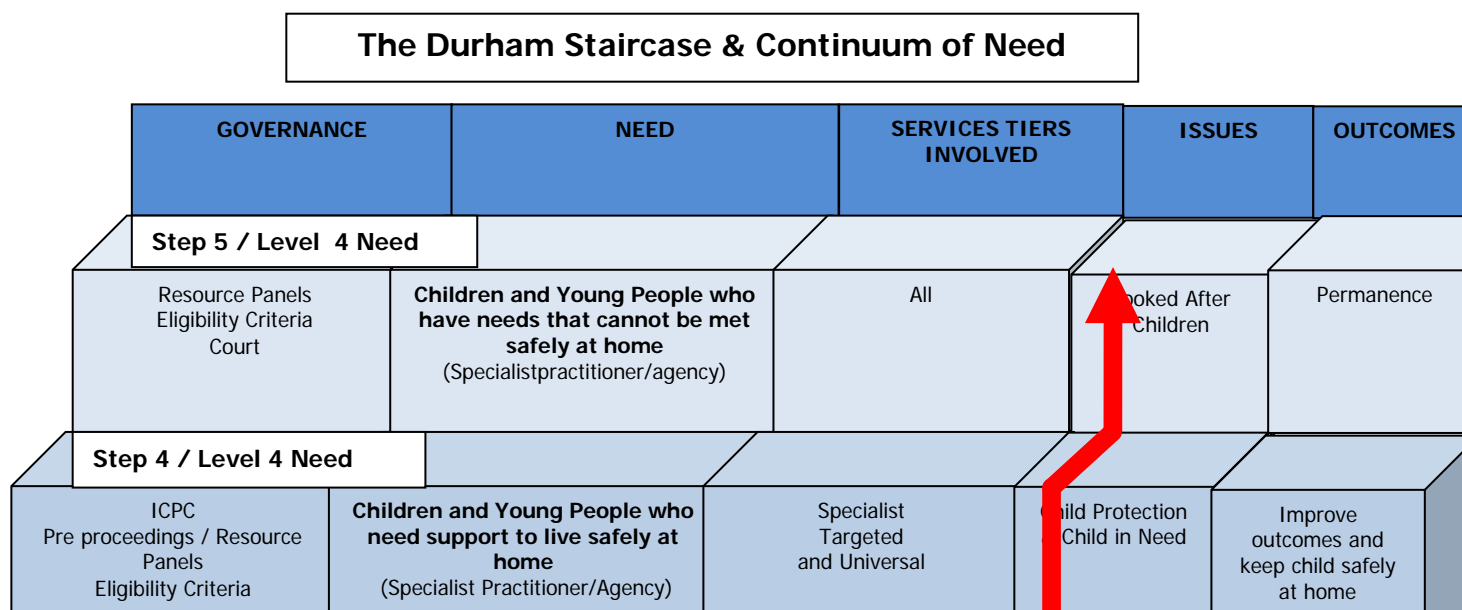 The Durham Staircase & Continuum of Need
GOVERNANCE
NEED
SERVICES TIERS
INVOLVED
ISSUES
OUTCOMES
Step 5 / Level 4 Need
Resource Panels
Eligibility Criteria
Court
Children and Young People who
have needs that cannot be met
safely at home
(Specialistpractitioner/agency)
All
After
Children
Permanence
Step 4 / Level 4 Need
ICPC
Pre proceedings / Resource
Panels
Eligibility Criteria
Children and Young People who
need support to live safely at
home
(Specialist Practitioner/Agency)
Specialist
Targeted
and Universal
Child Protection
Child in Need
Improve
outcomes and
keep child safely
at home